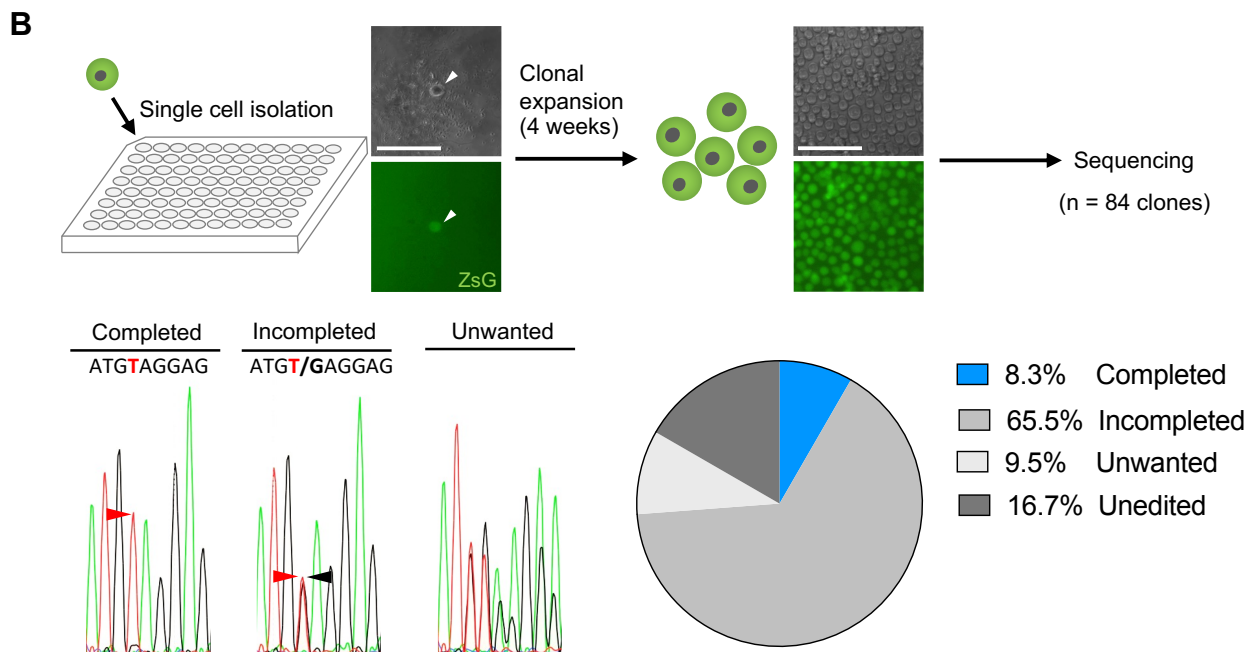 B
Single cell isolation
ZsG
Clonal
expansion
(4 weeks)
Sequencing
(n = 84 clones)
Completed
ATGTAGGAG
Incompleted
ATGT/GAGGAG
Unwanted
8.3% Completed
65.5% Incompleted
9.5% Unwanted
16.7% Unedited